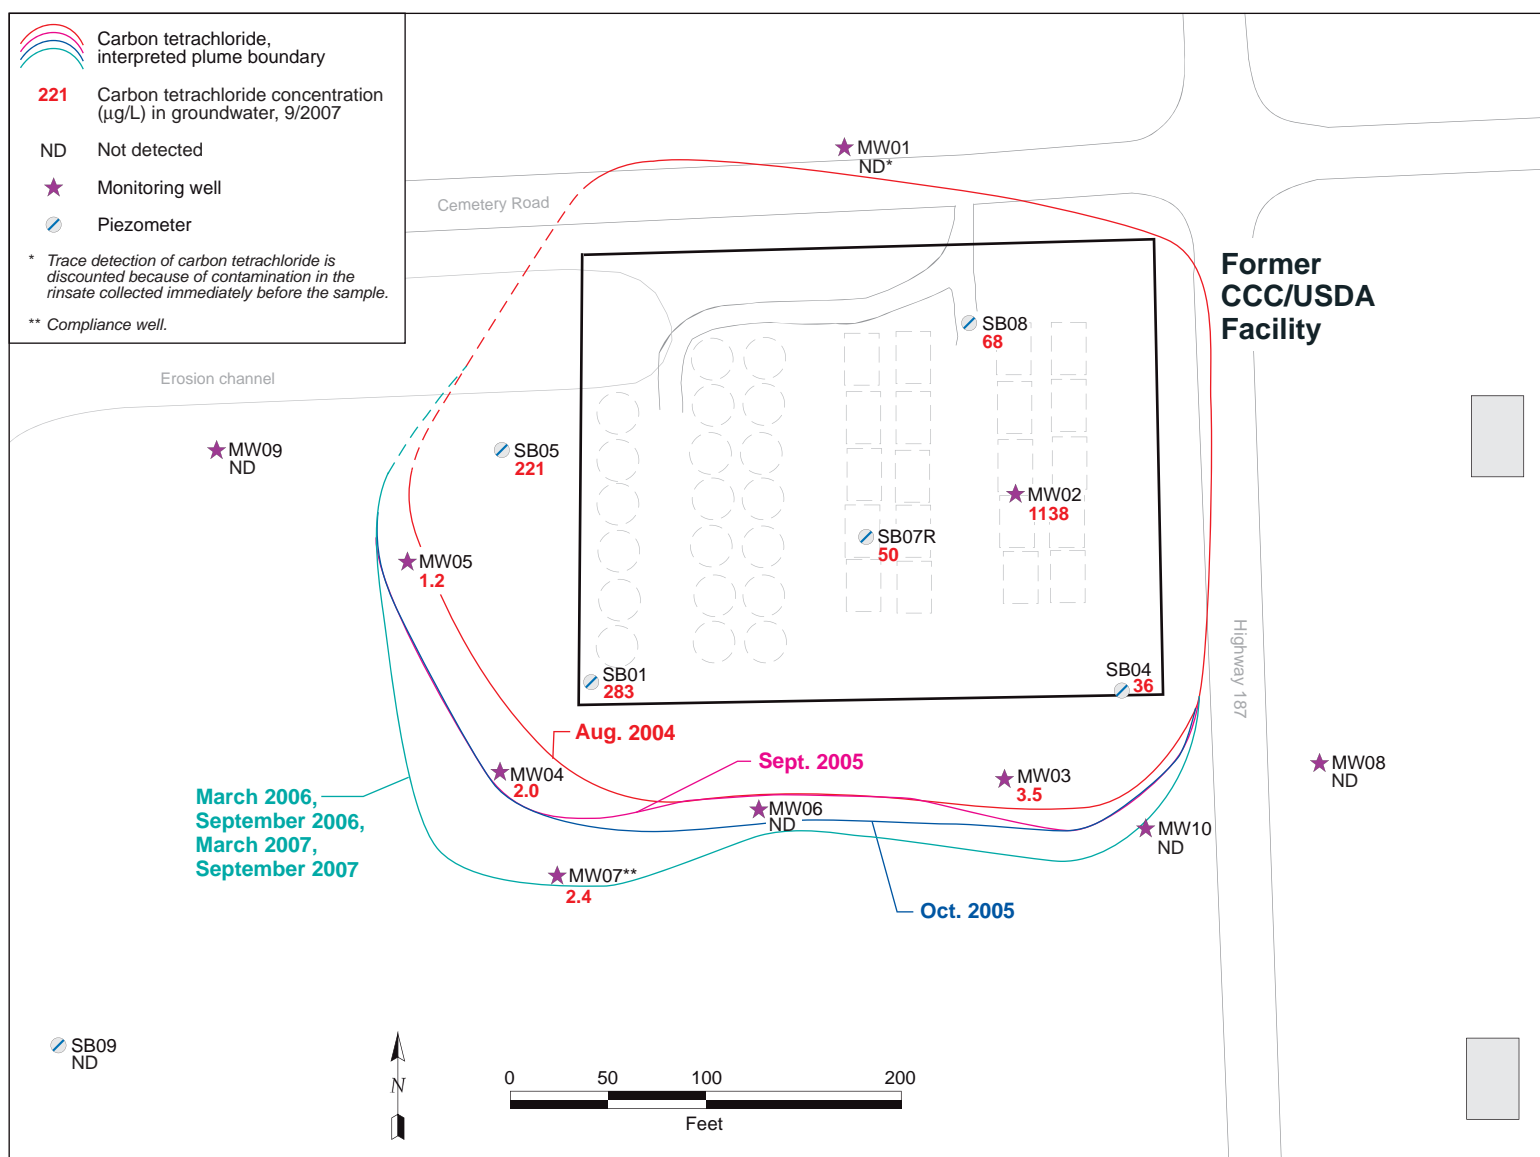 Carbon tetrachloride,
interpreted plume boundary
221 Carbon tetrachloride concentration
(µg/L) in groundwater, 9/2007
ND Not detected
Monitoring well
Piezometer
* Trace detection of carbon tetrachloride is
discounted because of contamination in the
rinsate collected immediately before the sample.
** Compliance well.
MW01
ND*
Cemetery Road
Former
CCC/USDA
Facility
SB08
68
Erosion channel
MW09
ND
SB05
221
MW02
1138
SB07R
50
MW05
1.2
Highway 187
SB01
283
SB04
36
Aug. 2004
Sept. 2005
MW04
2.0
MW03
3.5
MW08
ND
March 2006,
September 2006,
March 2007,
September 2007
MW06
ND
MW10
ND
MW07**
2.4
Oct. 2005
SB09
ND
N
0 50 100 200
Feet